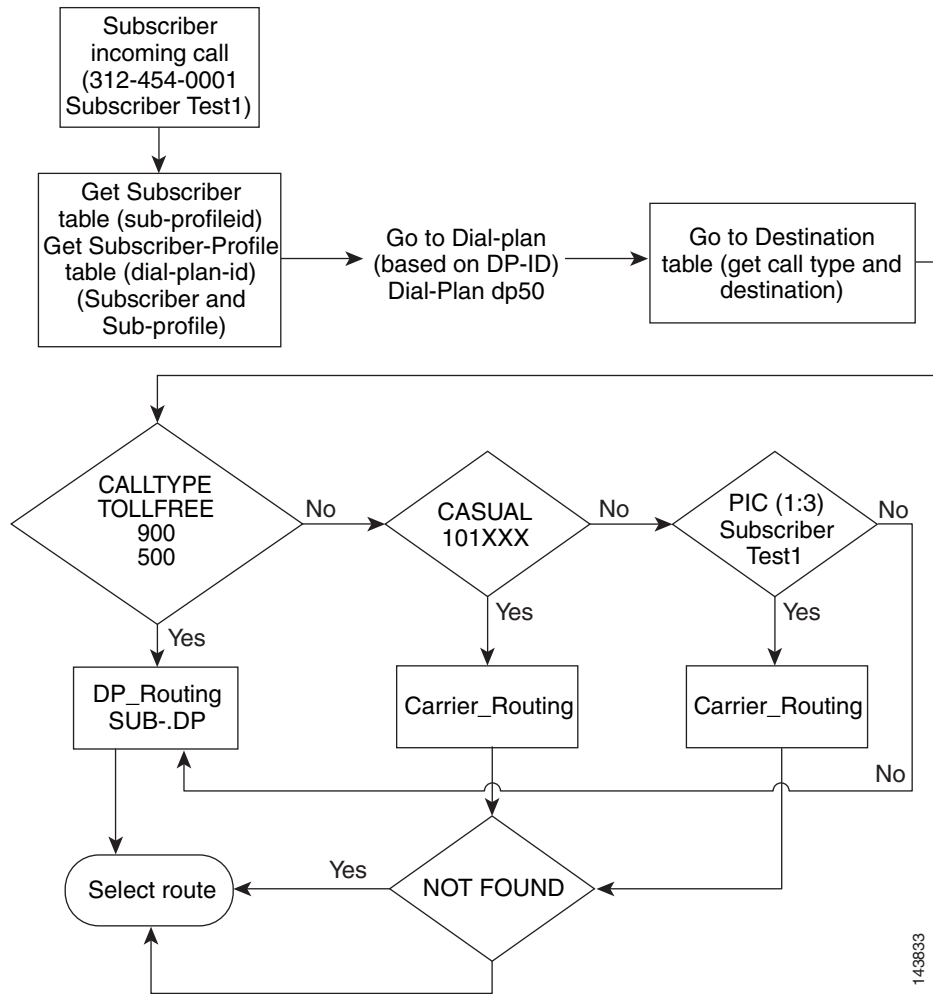 Subscriber
incoming call
(312-454-0001
Subscriber Test1)
Get Subscriber
table (sub-profileid)
Get Subscriber-Profile
table (dial-plan-id)
(Subscriber and
Sub-profile)
Go to Dial-plan
(based on DP-ID)
Dial-Plan dp50
Go to Destination
table (get call type and
destination)
CALLTYPE
TOLLFREE
900
500
No
CASUAL
101XXX
No
PIC (1:3)
Subscriber
Test1
No
Yes
Yes
Yes
DP_Routing
SUB-.DP
Carrier_Routing
Carrier_Routing
No
Select route
Yes
NOT FOUND
143833